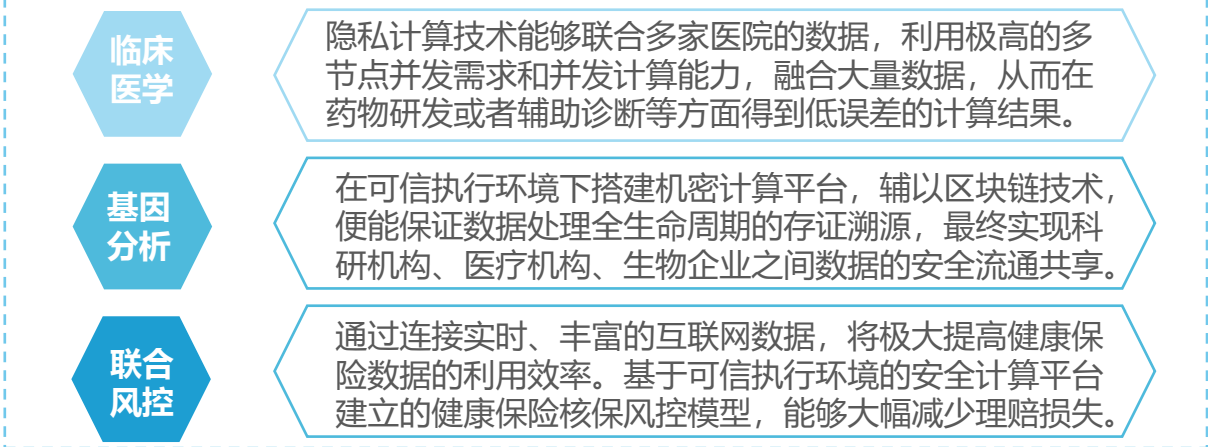 临床
医学
隐私计算技术能够联合多家医院的数据，利用极高的多
节点并发需求和并发计算能力，融合大量数据，从而在
药物研发或者辅助诊断等方面得到低误差的计算结果。
基因
分析
在可信执行环境下搭建机密计算平台，辅以区块链技术，
便能保证数据处理全生命周期的存证溯源，最终实现科
研机构、医疗机构、生物企业之间数据的安全流通共享。
联合
风控
通过连接实时、丰富的互联网数据，将极大提高健康保
险数据的利用效率。基于可信执行环境的安全计算平台
建立的健康保险核保风控模型，能够大幅减少理赔损失。